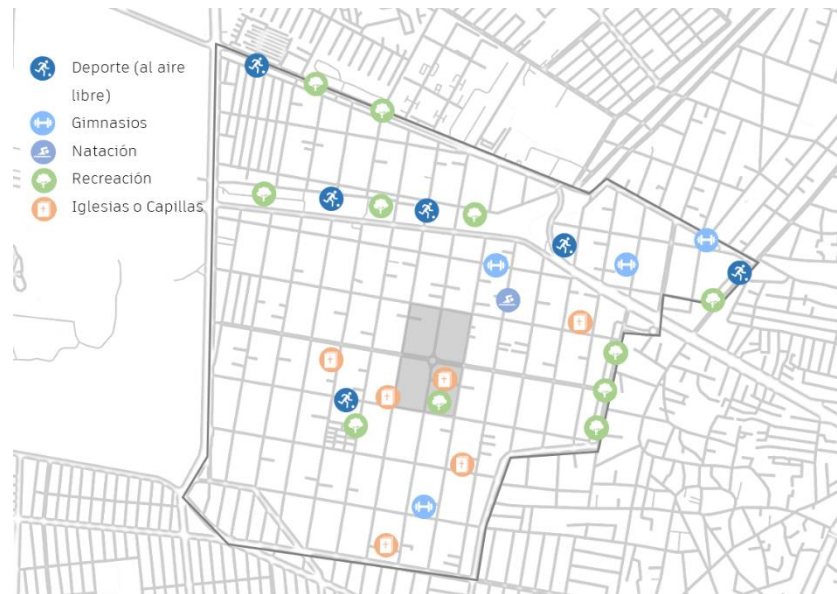 Deporte (al aire
libre)
Gimnasios
Natación
Recreación
Iglesias o Capillas